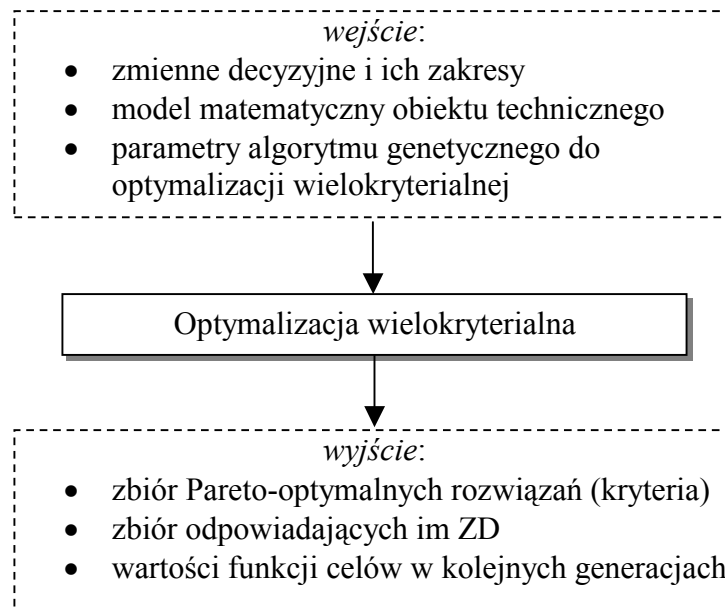 wejście:
• zmienne decyzyjne i ich zakresy
• model matematyczny obiektu technicznego
• parametry algorytmu genetycznego do
optymalizacji wielokryterialnej
Optymalizacja wielokryterialna
wyjście:
• zbiór Pareto-optymalnych rozwiązań (kryteria)
• zbiór odpowiadających im ZD
• wartości funkcji celów w kolejnych generacjach